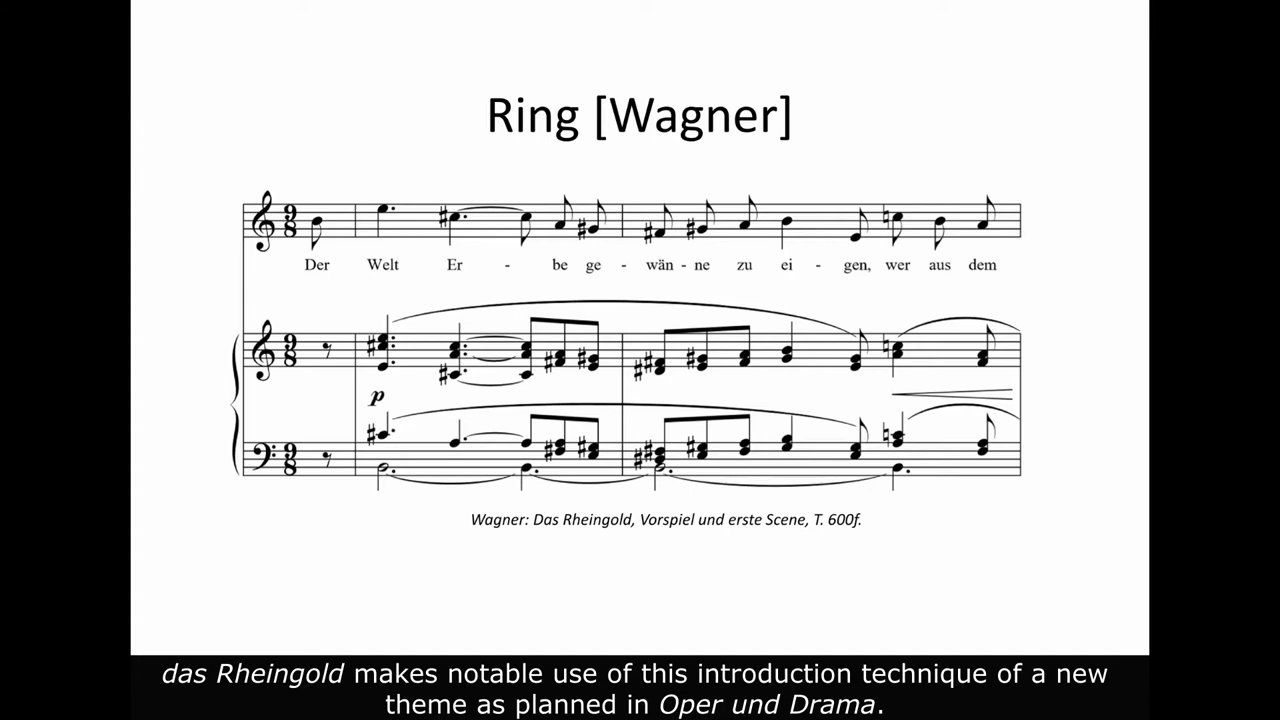 Ring [Wagner]
Der Welt Er - be ge - wän - ne zu ei - gen, wer aus dem
p
Wagner: Das Rheingold, Vorspiel und erste Scene, T. 600f.
das Rheingold makes notable use of this introduction technique of a new
theme as planned in Oper und Drama.